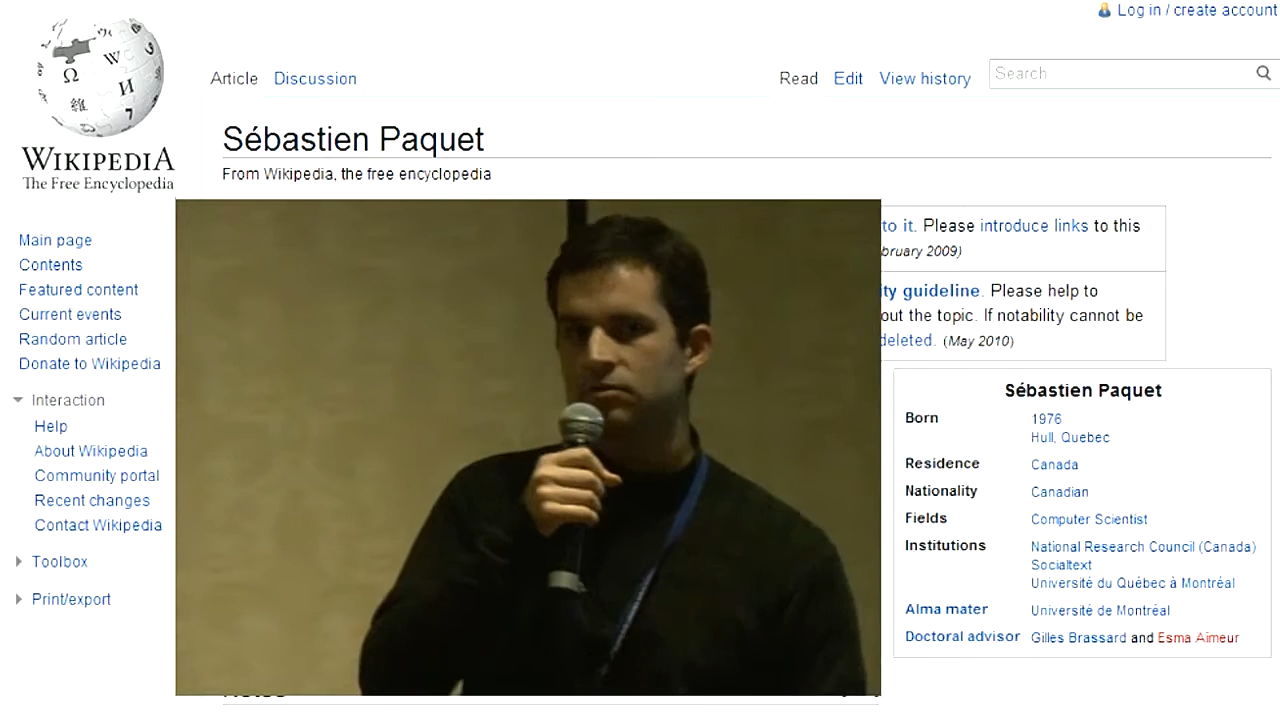 Log in / create account
Article Discussion Read Edit View history Search
WIKIPEDIA
The Free Encyclopedia
Sébastien Paquet
From Wikipedia, the free encyclopedia
to it. Please introduce links to this
bruary 2009)
ity guideline. Please help to
out the topic. If notability cannot be
deleted. (May 2010)
Main page
Contents
Featured content
Current events
Random article
Donate to Wikipedia
Interaction
Help
About Wikipedia
Community portal
Recent changes
Contact Wikipedia
Toolbox
Print/export
Sébastien Paquet
Born 1976
Hull, Quebec
Residence Canada
Nationality Canadian
Fields Computer Scientist
Institutions National Research Council (Canada)
Socialtext
Université du Québec à Montréal
Alma mater Université de Montréal
Doctoral advisor Gilles Brassard and Esma Aimeur